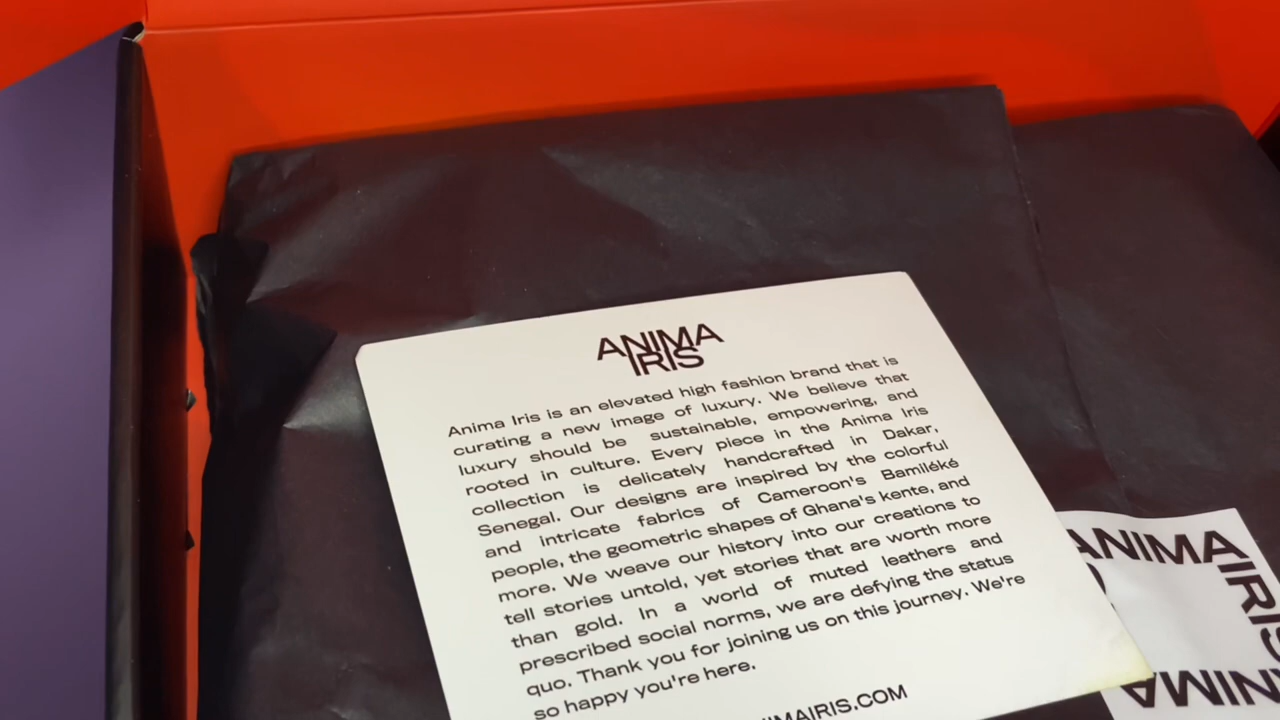 ANIMA
IRIS
Anima Iris is an elevated high fashion brand that is
curating a new image of luxury. We believe that
luxury should be sustainable, empowering, and
rooted in culture. Every piece in the Anima Iris
collection is delicately handcrafted in Dakar,
Senegal. Our designs are inspired by the colorful
and intricate fabrics of Cameroon's Bamiléké
people, the geometric shapes of Ghana's kente, and
more. We weave our history into our creations to
tell stories untold, yet stories that are worth more
than gold. In a world of muted leathers and
prescribed social norms, we are defying the status
quo. Thank you for joining us on this journey. We're
so happy you're here.
IMAIRIS.COM
ANIMA
IRIS
ANIMA